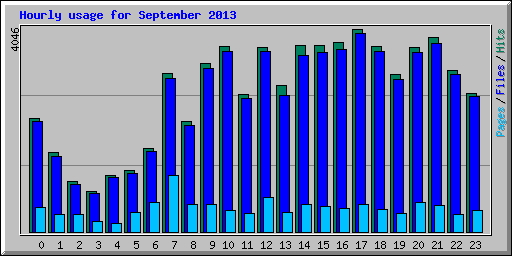 Hourly usage for September 2013
4046
Pages/Files/Hits
0 1 2 3 4 5 6 7 8 9 10 11 12 13 14 15 16 17 18 19 20 21 22 23